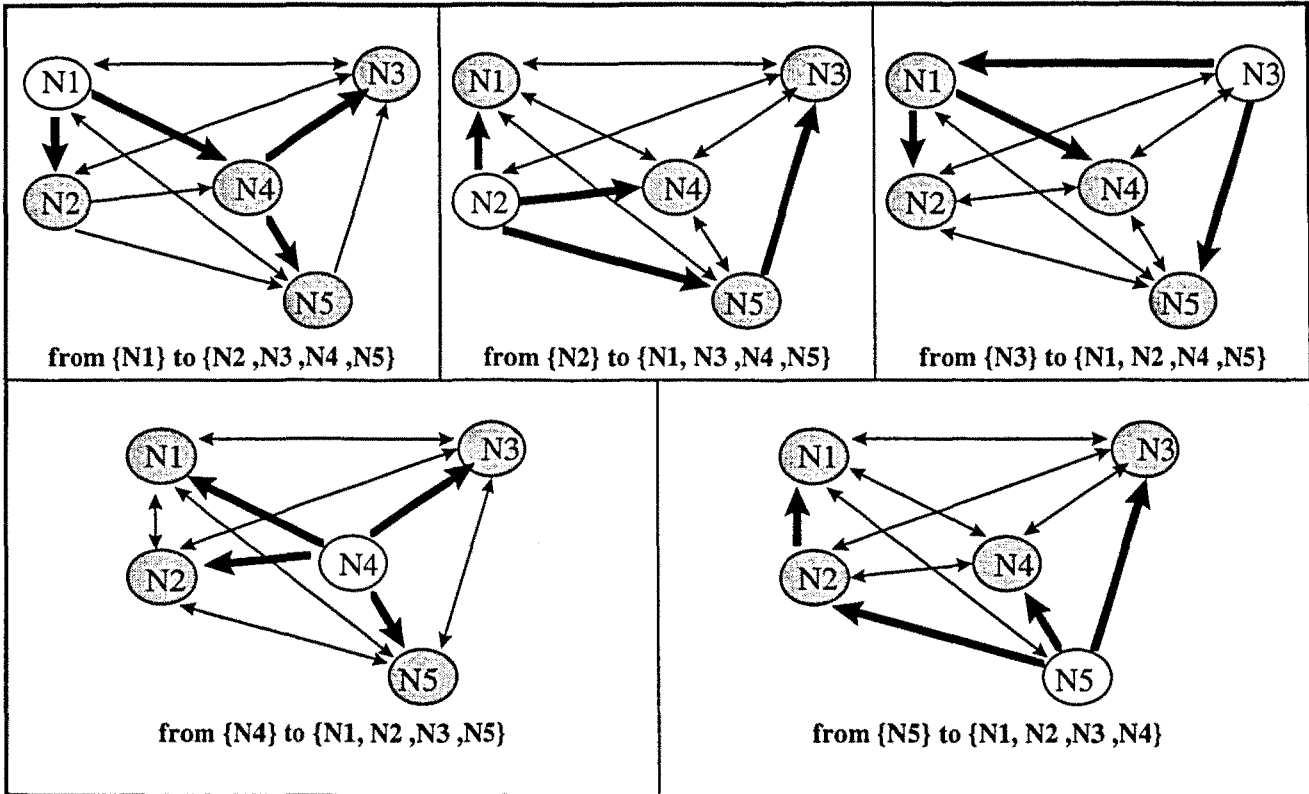 N1
N3
N2
N4
N5
from {N1} to {N2 ,N3 ,N4 ,N5}
N1
N3
N2
N4
N5
from {N2} to {N1, N3 ,N4 ,N5}
N1
N3
N2
N4
N5
from {N3} to {N1, N2 ,N4 ,N5}
N1
N3
N2
N4
N5
from {N4} to {N1, N2 ,N3 ,N5}
N1
N3
N2
N4
N5
from {N5} to {N1, N2 ,N3 ,N4}